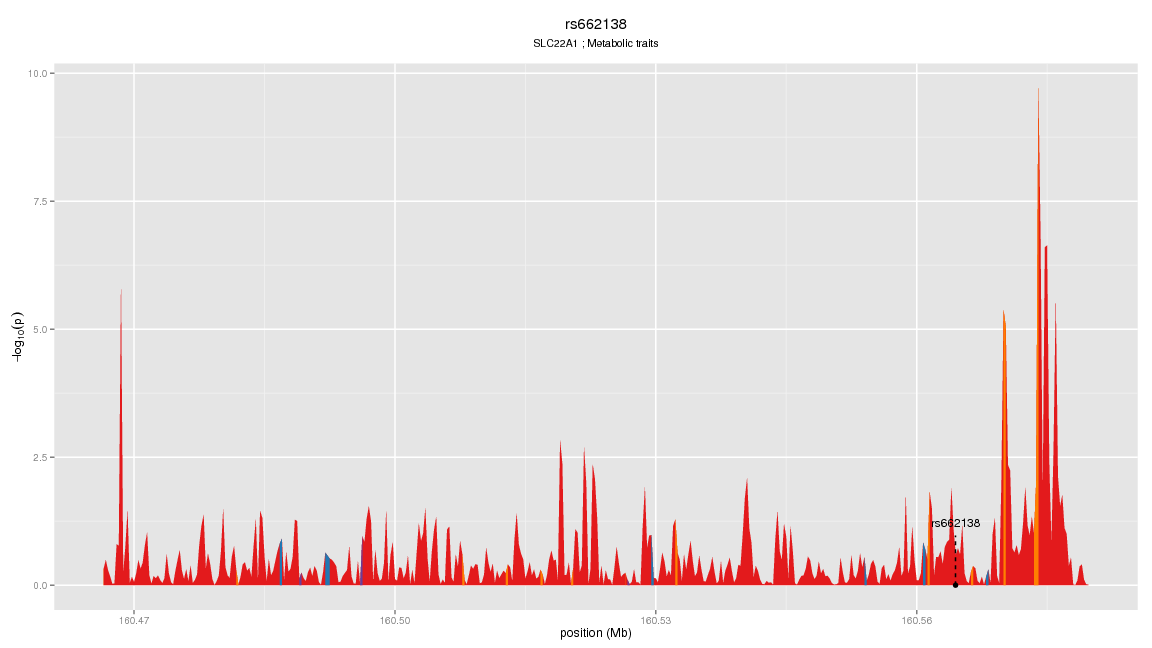 rs662138
SLC22A1 ; Metabolic traits
10.0
7.5
5.0
2.5
0.0
−log10(p)
rs662138
160.47 160.50 160.53 160.56
position (Mb)